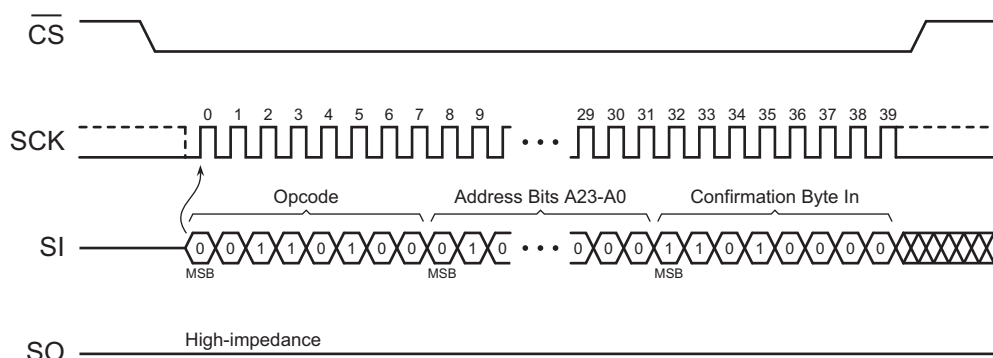 CS
0 1 2 3 4 5 6 7 8 9 29 30 31 32 33 34 35 36 37 38 39
SCK
Opcode Address Bits A23-A0 Confirmation Byte In
SI 0 0 1 1 0 1 0 0 0 1 0 0 0 0 1 1 0 1 0 0 0 0
MSB MSB MSB
High-impedance
SO